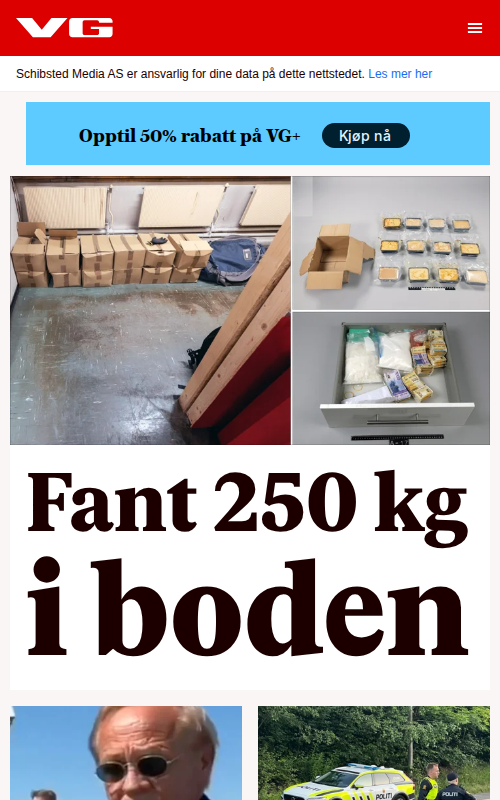 VG
Schibsted Media AS er ansvarlig for dine data på dette nettstedet. Les mer her
Opptil 50% rabatt på VG+ Kjøp nå
Fant 250 kg
i boden
POLITI
POLITI